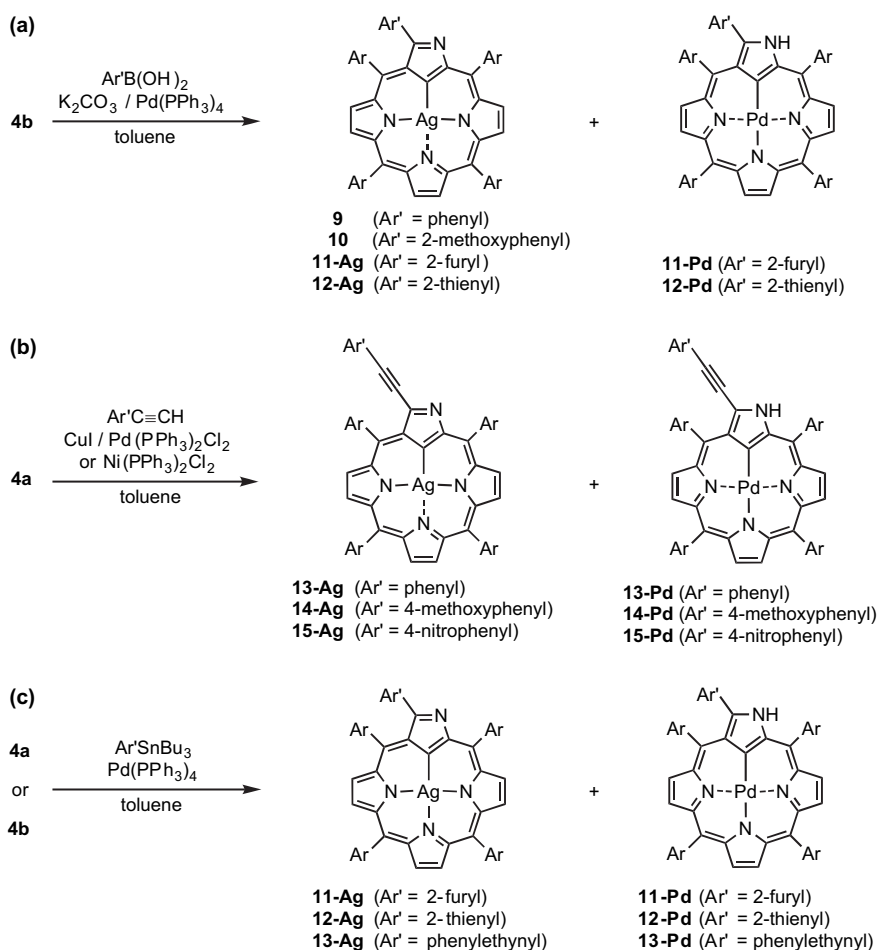 (a)
Ar'B(OH)2
K2CO3 / Pd(PPh3)4
4b
toluene
Ar' N
Ar Ar
N Ag N
N
Ar Ar
+
Ar' NH
Ar Ar
N Pd N
N
Ar Ar
9 (Ar' = phenyl)
10 (Ar' = 2-methoxyphenyl)
11-Ag (Ar' = 2-furyl)
12-Ag (Ar' = 2-thienyl)
11-Pd (Ar' = 2-furyl)
12-Pd (Ar' = 2-thienyl)
(b)
Ar'C≡CH
CuI / Pd(PPh3)2Cl2
or Ni(PPh3)2Cl2
4a
toluene
Ar'
N
Ar Ar
N Ag N
N
Ar Ar
+
Ar'
NH
Ar Ar
N Pd N
N
Ar Ar
13-Ag (Ar' = phenyl)
14-Ag (Ar' = 4-methoxyphenyl)
15-Ag (Ar' = 4-nitrophenyl)
13-Pd (Ar' = phenyl)
14-Pd (Ar' = 4-methoxyphenyl)
15-Pd (Ar' = 4-nitrophenyl)
(c)
4a
or
4b
Ar'SnBu3
Pd(PPh3)4
toluene
Ar' N
Ar Ar
N Ag N
N
Ar Ar
+
Ar' NH
Ar Ar
N Pd N
N
Ar Ar
11-Ag (Ar' = 2-furyl)
12-Ag (Ar' = 2-thienyl)
13-Ag (Ar' = phenylethynyl)
11-Pd (Ar' = 2-furyl)
12-Pd (Ar' = 2-thienyl)
13-Pd (Ar' = phenylethynyl)